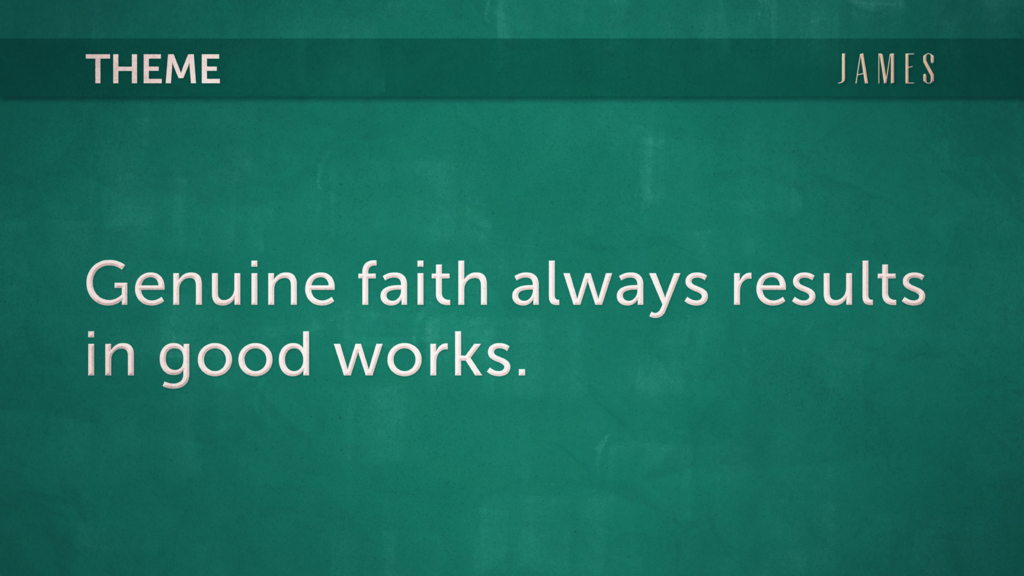 THEME JAMES
Genuine faith always results
in good works.